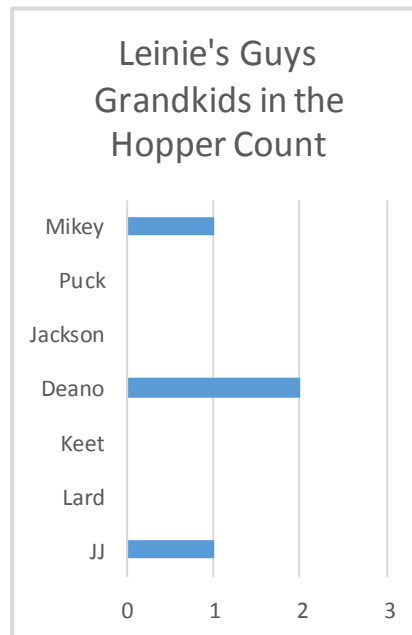 Leinie's Guys
Grandkids in the
Hopper Count
Mikey
Puck
Jackson
Deano
Keet
Lard
JJ
0 1 2 3